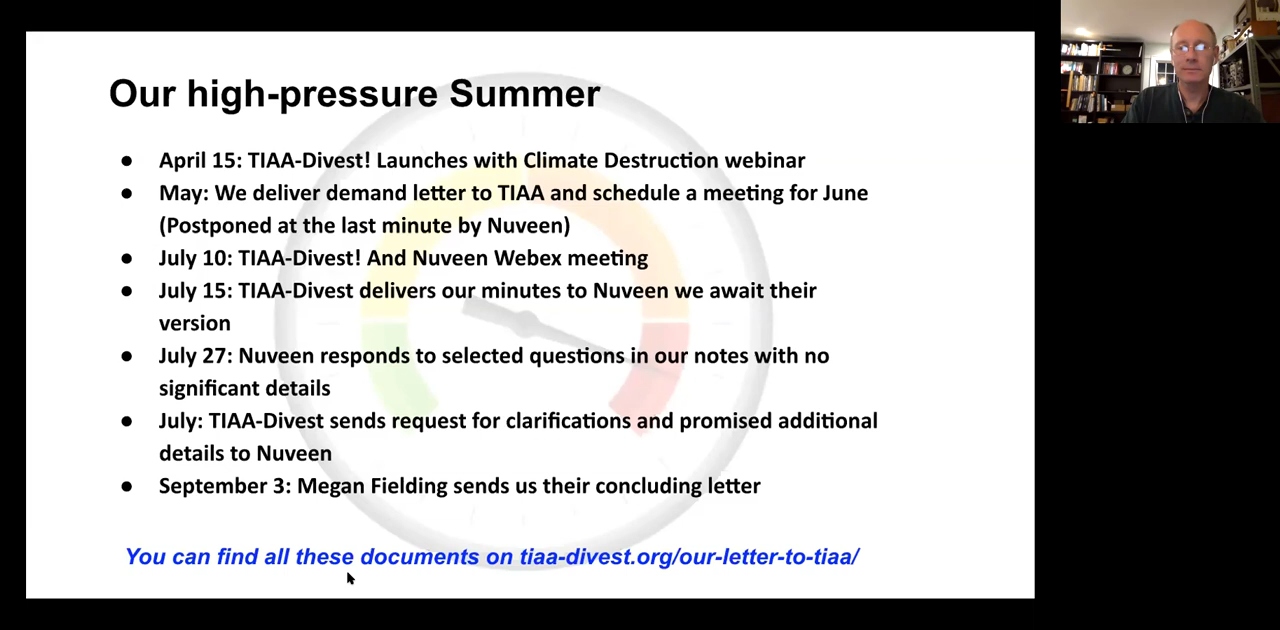 Our high-pressure Summer
● April 15: TIAA-Divest! Launches with Climate Destruction webinar
● May: We deliver demand letter to TIAA and schedule a meeting for June
(Postponed at the last minute by Nuveen)
● July 10: TIAA-Divest! And Nuveen Webex meeting
● July 15: TIAA-Divest delivers our minutes to Nuveen we await their
version
● July 27: Nuveen responds to selected questions in our notes with no
significant details
● July: TIAA-Divest sends request for clarifications and promised additional
details to Nuveen
● September 3: Megan Fielding sends us their concluding letter
You can find all these documents on tiaa-divest.org/our-letter-to-tiaa/